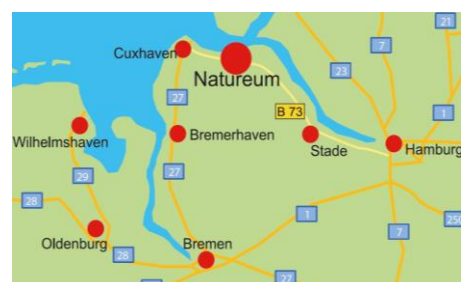 21
7
Cuxhaven
23
Natureum
27
B 73
1
Wilhelmshaven
Bremerhaven
Stade
Hamburg
27
29
28
1
250
7
Oldenburg
Bremen
28
27